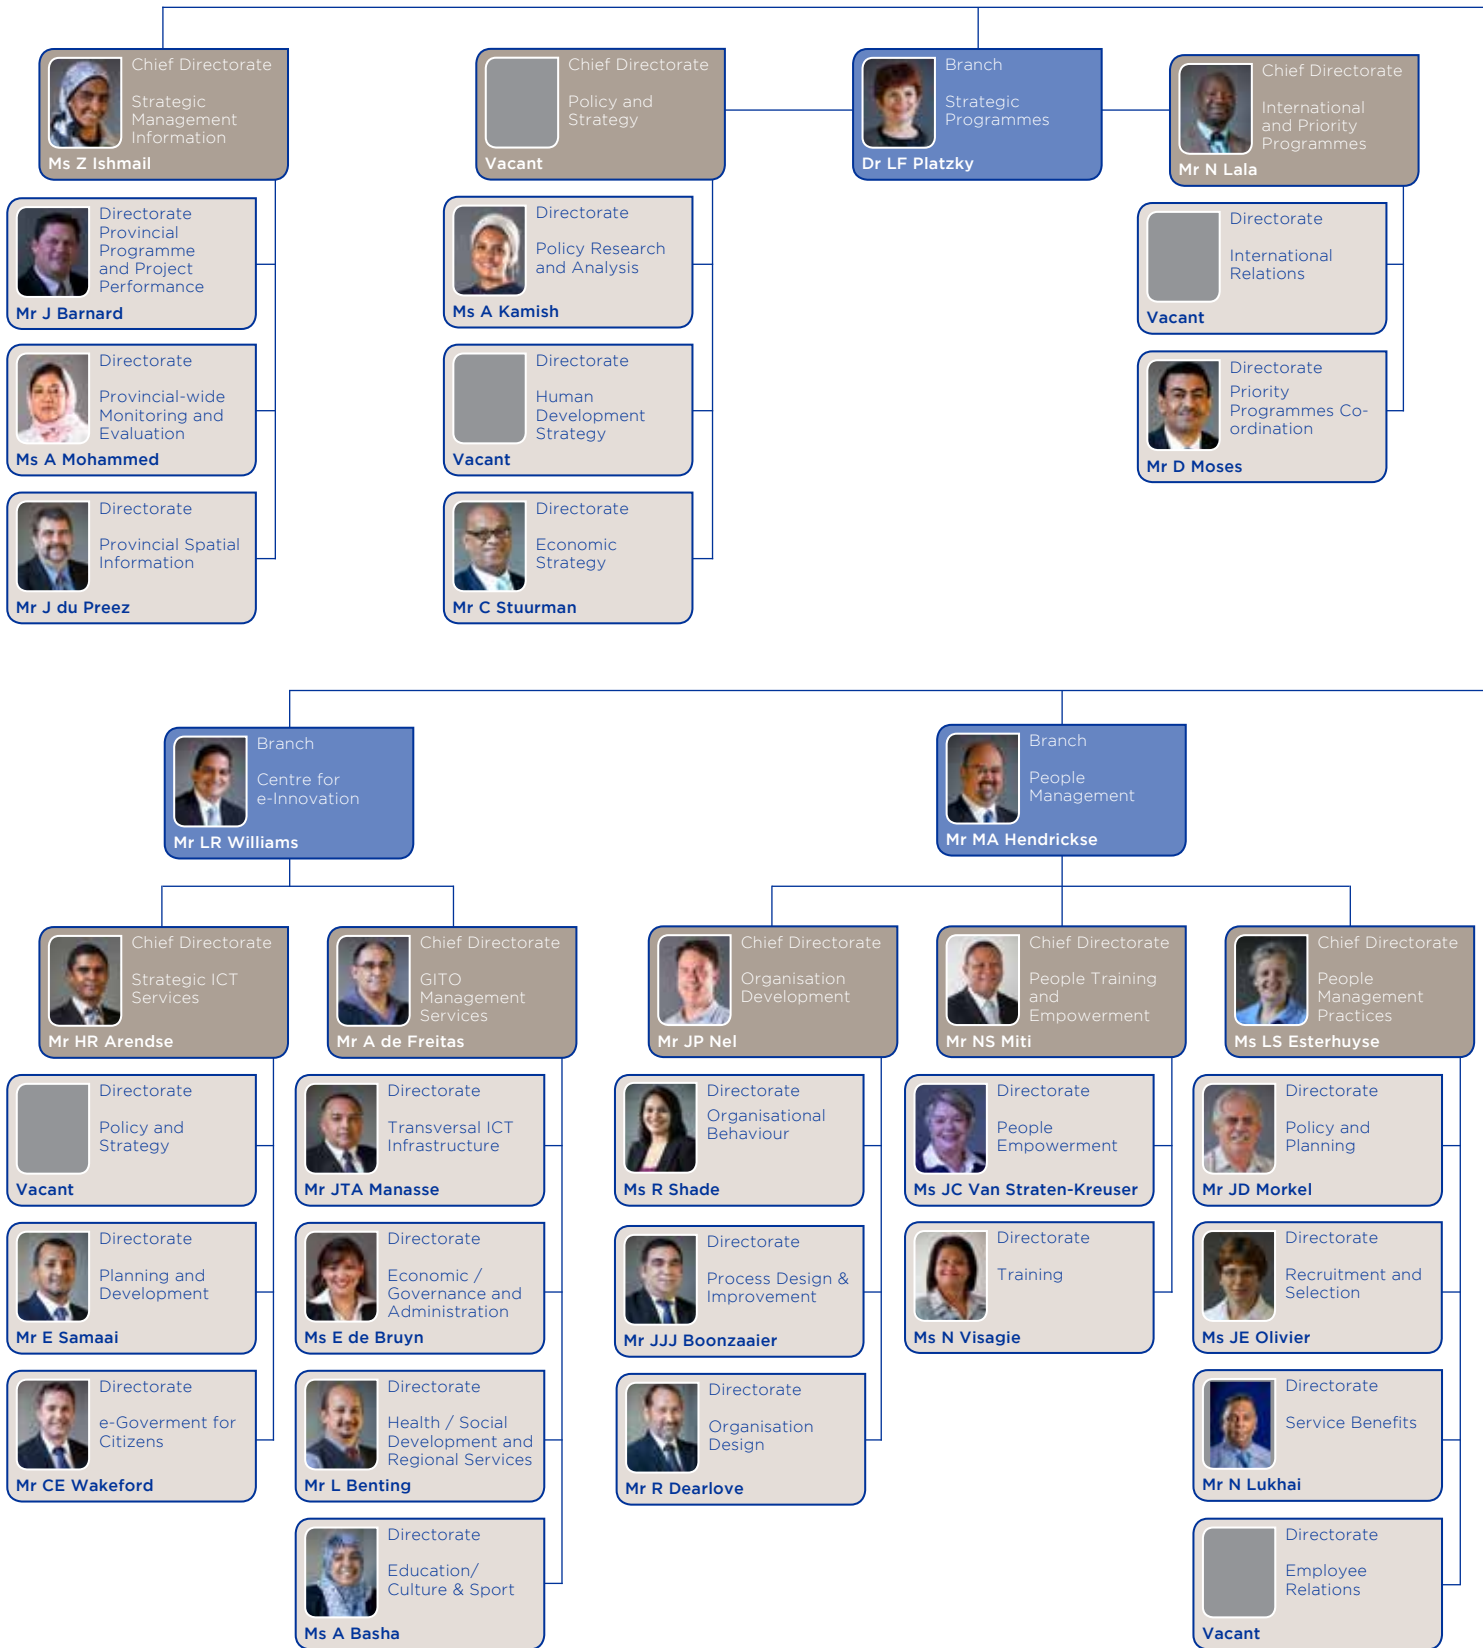 Chief Directorate
Strategic
Management
Information
Ms Z Ishmail
Chief Directorate
Policy and
Strategy
Vacant
Branch
Strategic
Programmes
Dr LF Platzky
Chief Directorate
International
and Priority
Programmes
Mr N Lala
Directorate
Provincial
Programme
and Project
Performance
Mr J Barnard
Directorate
Provincial-wide
Monitoring and
Evaluation
Ms A Mohammed
Directorate
Provincial Spatial
Information
Mr J du Preez
Directorate
Policy Research
and Analysis
Ms A Kamish
Directorate
Human
Development
Strategy
Vacant
Directorate
Economic
Strategy
Mr C Stuurman
Directorate
International
Relations
Vacant
Directorate
Priority
Programmes Co-
ordination
Mr D Moses
Branch
Centre for
e-Innovation
Mr LR Williams
Branch
People
Management
Mr MA Hendrickse
Chief Directorate
Strategic ICT
Services
Mr HR Arendse
Chief Directorate
GITO
Management
Services
Mr A de Freitas
Chief Directorate
Organisation
Development
Mr JP Nel
Chief Directorate
People Training
and
Empowerment
Mr NS Miti
Chief Directorate
People
Management
Practices
Ms LS Esterhuyse
Directorate
Policy and
Strategy
Vacant
Directorate
Planning and
Development
Mr E Samaai
Directorate
e-Goverment for
Citizens
Mr CE Wakeford
Directorate
Transversal ICT
Infrastructure
Mr JTA Manasse
Directorate
Economic /
Governance and
Administration
Ms E de Bruyn
Directorate
Health / Social
Development and
Regional Services
Mr L Benting
Directorate
Education/
Culture & Sport
Ms A Basha
Directorate
Organisational
Behaviour
Ms R Shade
Directorate
Process Design &
Improvement
Mr JJJ Boonzaaier
Directorate
Organisation
Design
Mr R Dearlove
Directorate
People
Empowerment
Ms JC Van Straten-Kreuser
Directorate
Training
Ms N Visagie
Directorate
Policy and
Planning
Mr JD Morkel
Directorate
Recruitment and
Selection
Ms JE Olivier
Directorate
Service Benefits
Mr N Lukhai
Directorate
Employee
Relations
Vacant